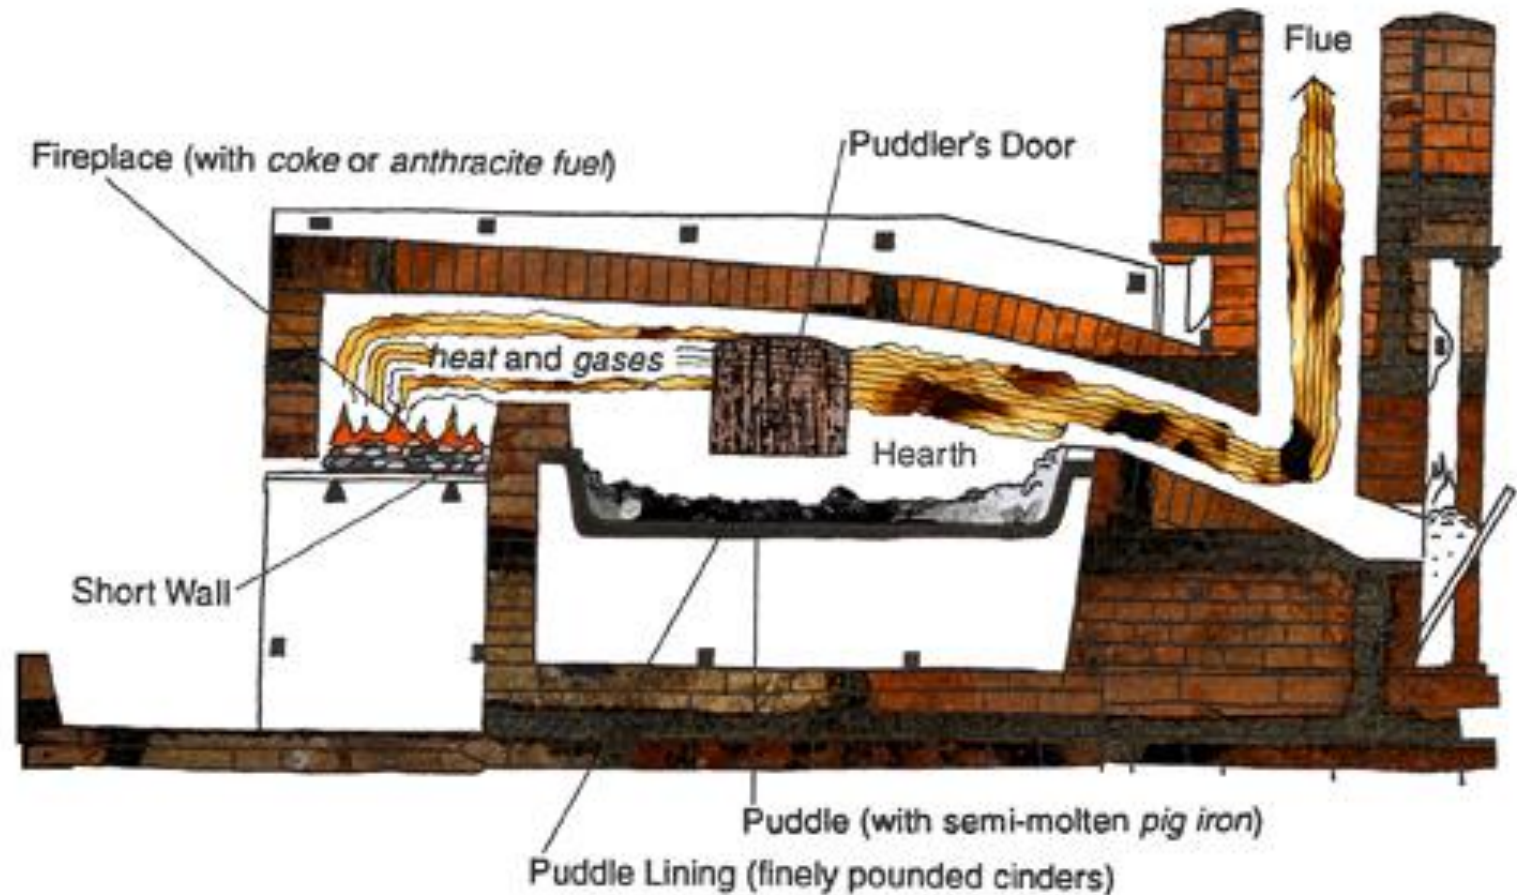 Flue
Puddler's Door
Fireplace (with coke or anthracite fuel)
heat and gases
Hearth
Short Wall
Puddle (with semi-molten pig iron)
Puddle Lining (finely pounded cinders)